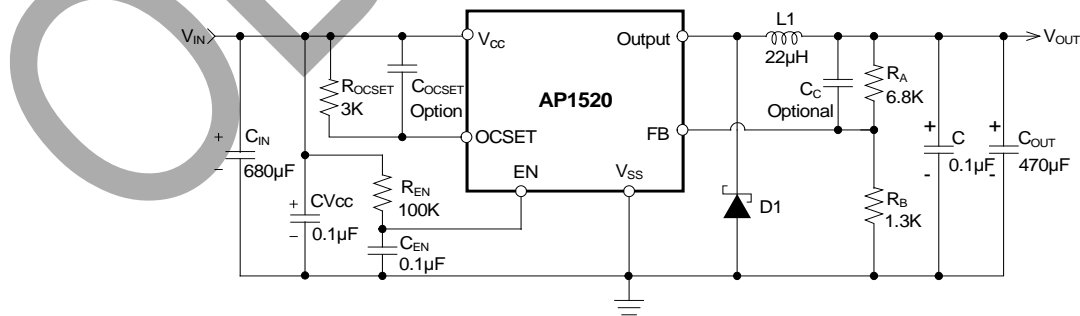 VIN
VCC
Output
L1
22µH
VOUT
ROCSET
3K
COCSET
Option
AP1520
CC
Optional
RA
6.8K
OCSET
FB
+
CIN
680µF
–
EN
VSS
REN
100K
+
CVcc
0.1µF
–
CEN
0.1µF
D1
RB
1.3K
+
C
0.1µF
-
+
COUT
470µF
-